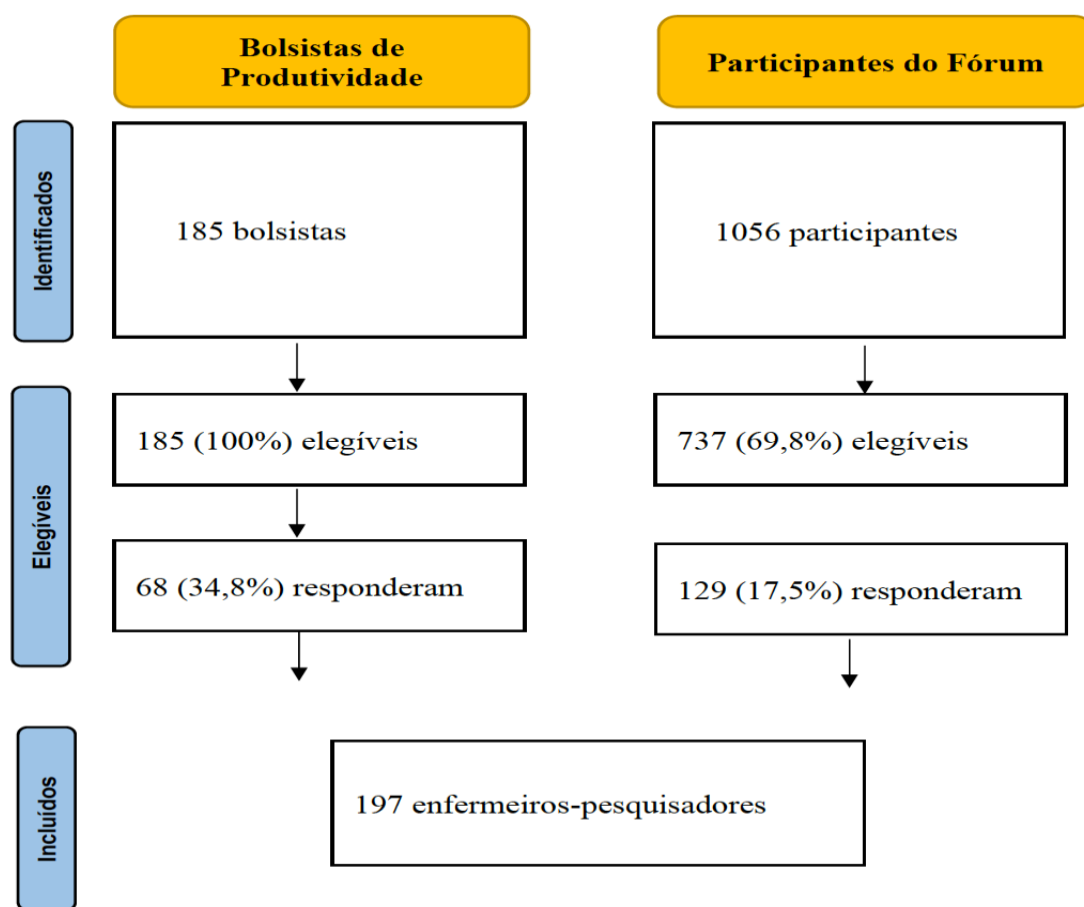 Bolsistas de
Produtividade
Participantes do Fórum
Identificados
185 bolsistas
1056 participantes
Elegíveis
185 (100%) elegíveis
737 (69,8%) elegíveis
68 (34,8%) responderam
129 (17,5%) responderam
Incluídos
197 enfermeiros-pesquisadores